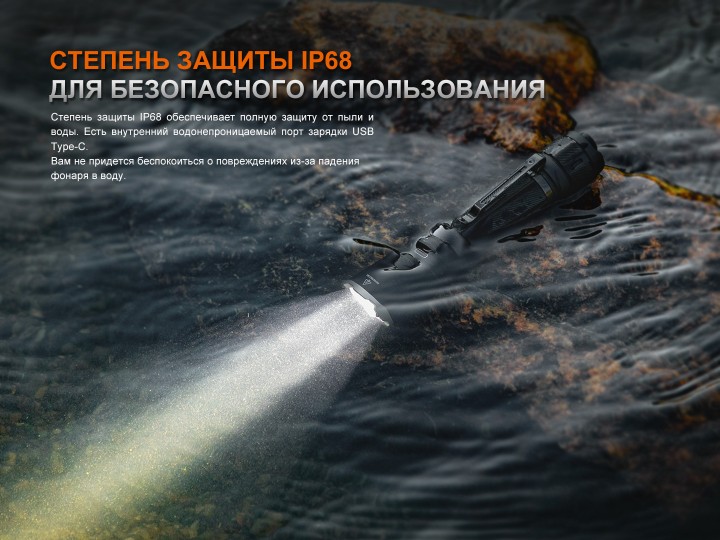 СТЕПЕНЬ ЗАЩИТЫ IP68
ДЛЯ БЕЗОПАСНОГО ИСПОЛЬЗОВАНИЯ
Степень защиты IP68 обеспечивает полную защиту от пыли и
воды. Есть внутренний водонепроницаемый порт зарядки USB
Type-C.
Вам не придется беспокоиться о повреждениях из-за падения
фонаря в воду.